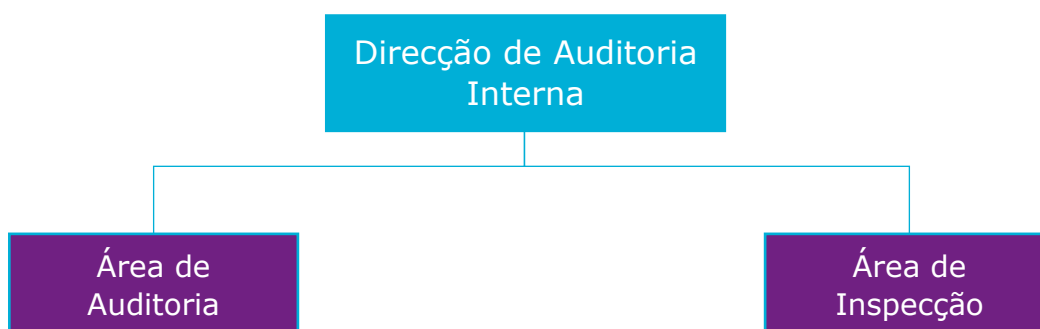 Direcção de Auditoria
Interna
Área de
Auditoria
Área de
Inspecção